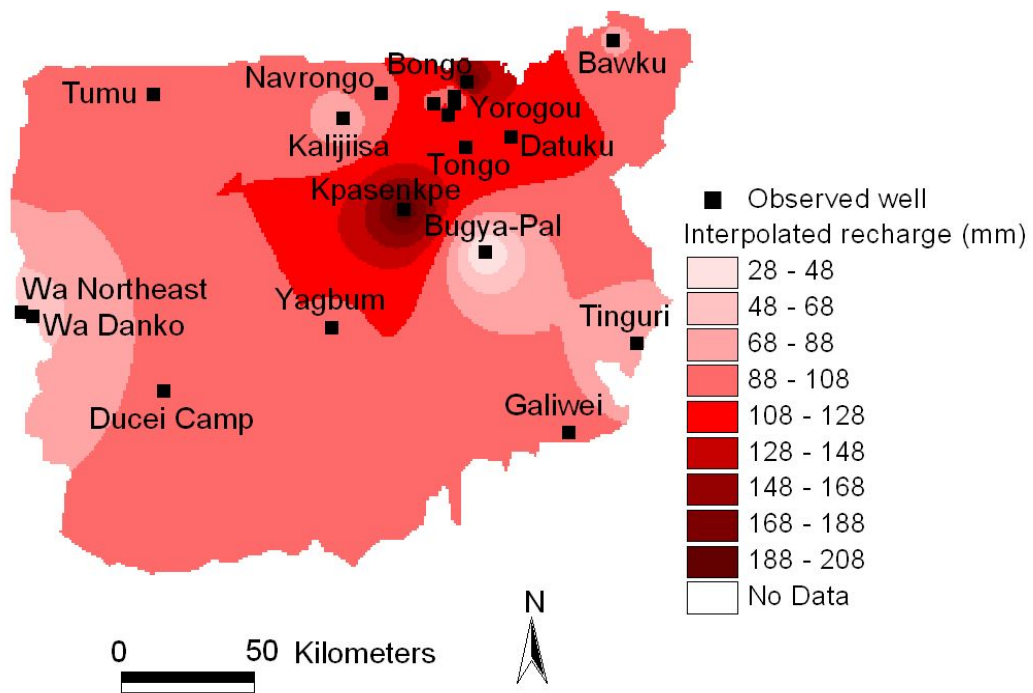 Bongo
Bawku
Navrongo
Tumu
Yorogou
Kalijiisa
Datuku
Tongo
Kpasenkpe
Bugya-Pal
Wa Northeast
Wa Danko
Yagbum
Tinguri
Ducei Camp
Galiwei
Observed well
Interpolated recharge (mm)
28 - 48
48 - 68
68 - 88
88 - 108
108 - 128
128 - 148
148 - 168
168 - 188
188 - 208
No Data
N
0 50 Kilometers